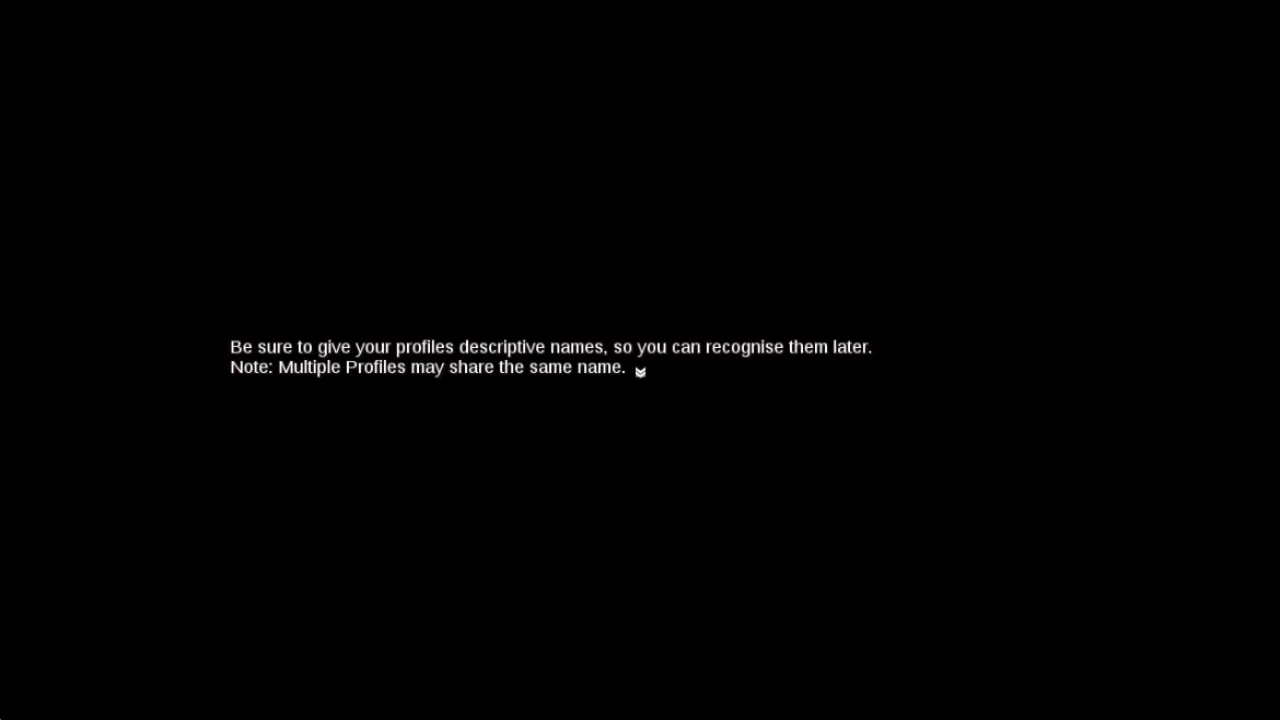 Be sure to give your profiles descriptive names, so you can recognise them later.
Note: Multiple Profiles may share the same name.